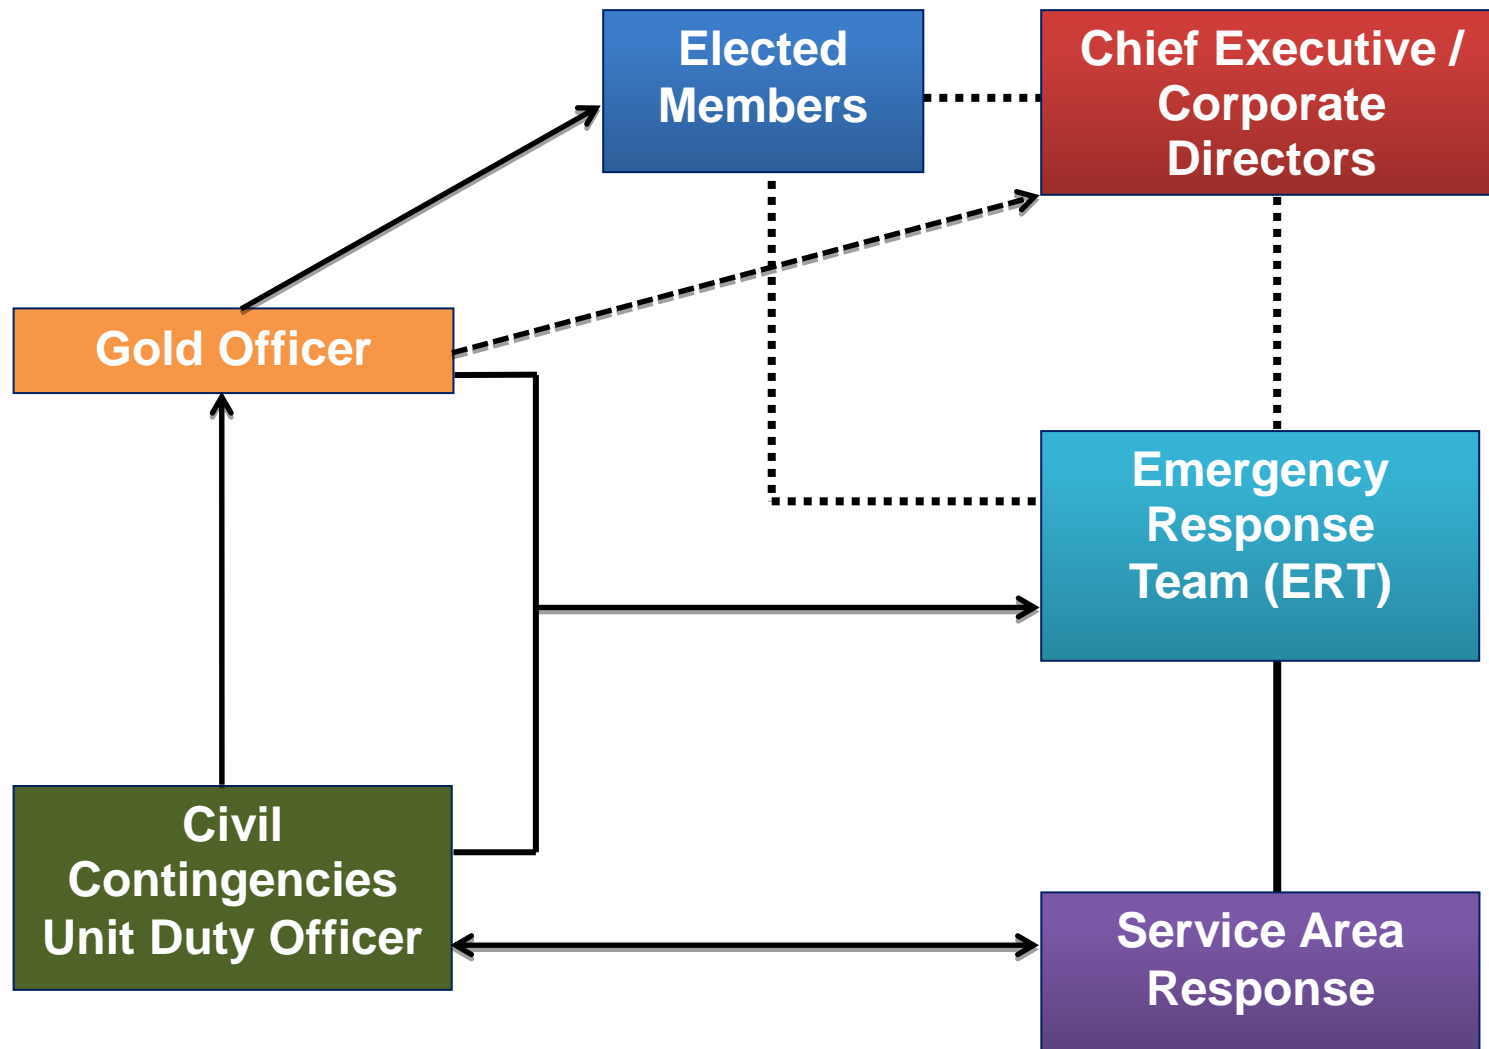 Elected
Members
Chief Executive /
Corporate
Directors
Gold Officer
Emergency
Response
Team (ERT)
Civil
Contingencies
Unit Duty Officer
Service Area
Response